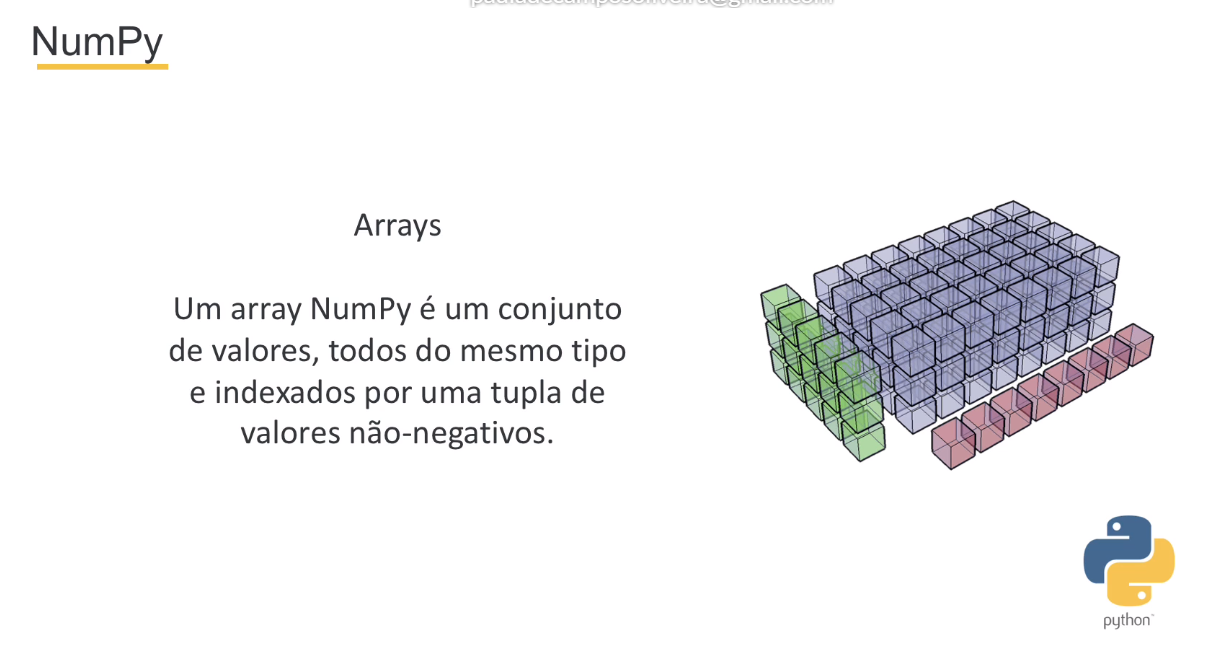 NumPy
Arrays
Um array NumPy é um conjunto
de valores, todos do mesmo tipo
e indexados por uma tupla de
valores não-negativos.
python™